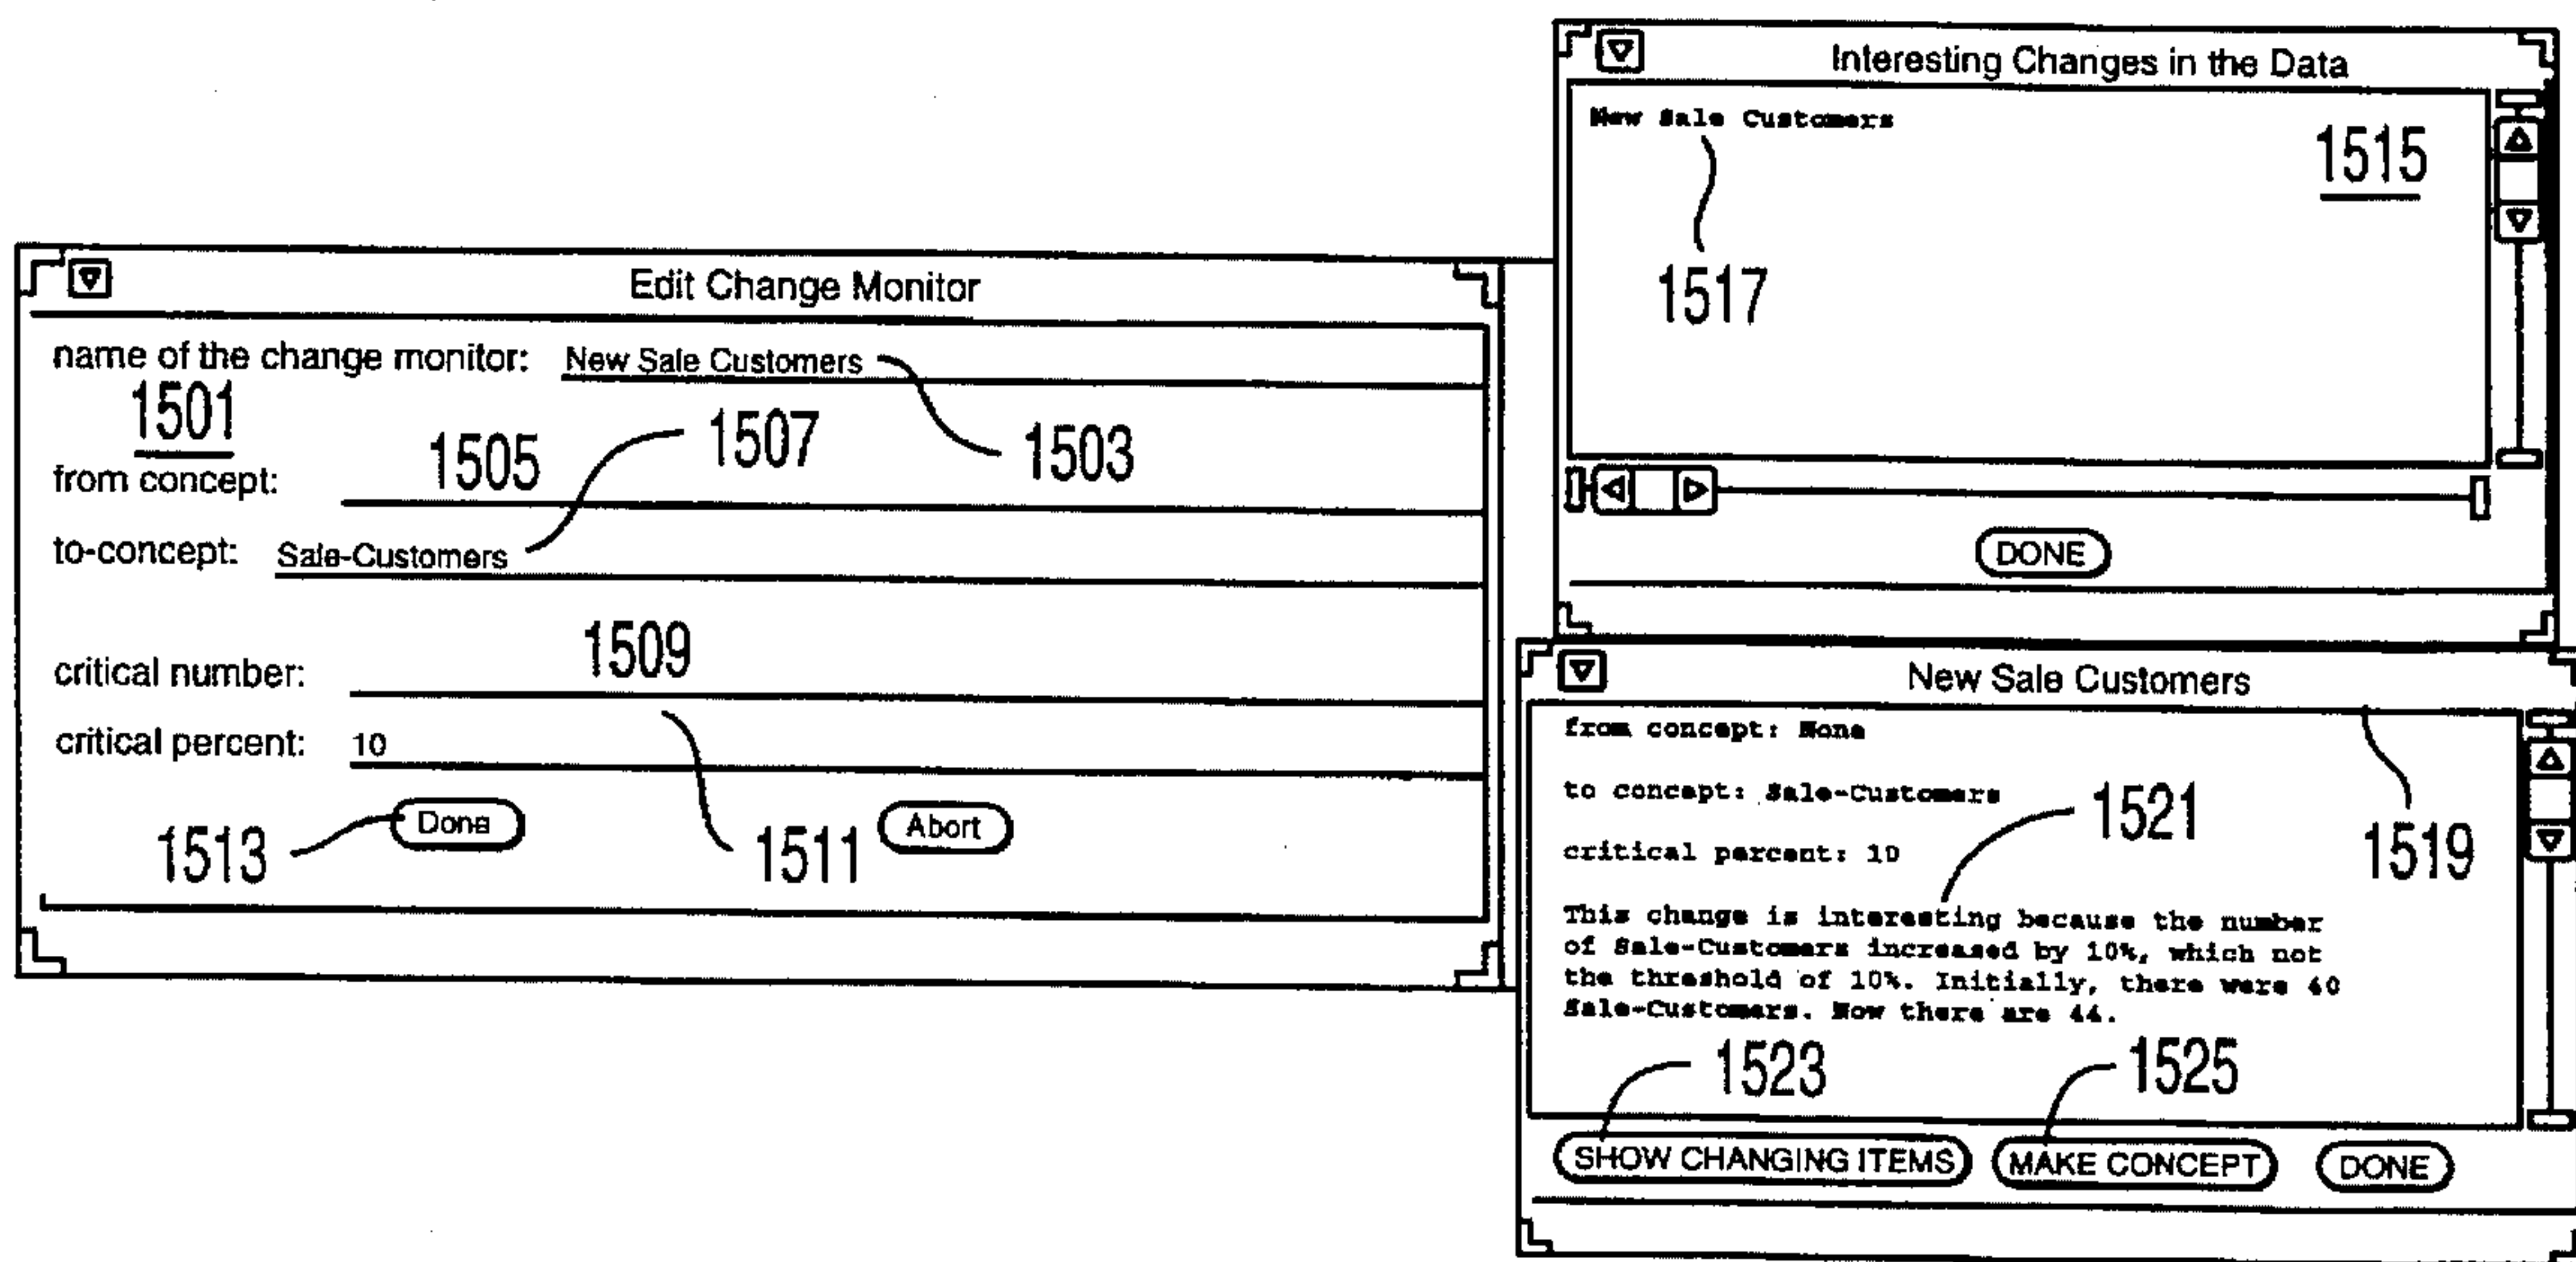 Edit Change Monitor
name of the change monitor: New Sale Customers
1501
1505
1507
1503
from concept:
to-concept: Sale-Customers
1509
critical number:
critical percent: 10
Done
Abort
1513
1511
Interesting Changes in the Data
New Sale Customers
1515
1517
DONE
New Sale Customers
from concept: None
to concept: Sale-Customers
1521
1519
critical percent: 10
This change is interesting because the number
of Sale-Customers increased by 10%, which not
the threshold of 10%. Initially, there were 40
Sale-Customers. Now there are 44.
1523
1525
SHOW CHANGING ITEMS
MAKE CONCEPT
DONE